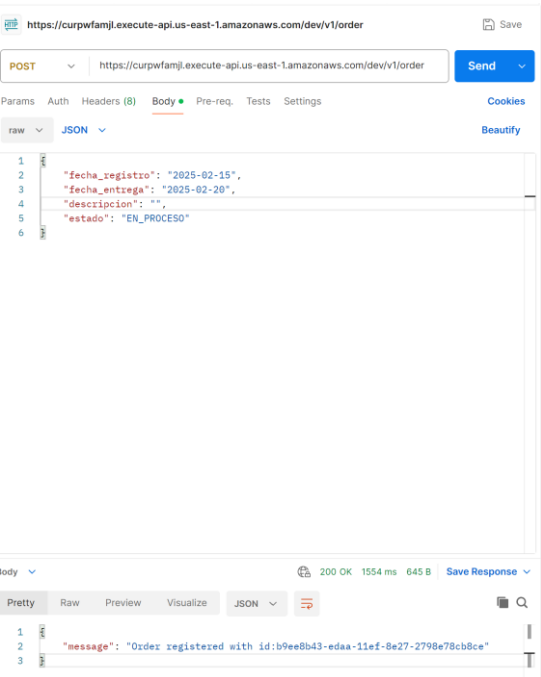 HTTP https://curpwfamjl.execute-api.us-east-1.amazonaws.com/dev/v1/order Save
POST https://curpwfamjl.execute-api.us-east-1.amazonaws.com/dev/v1/order Send
Params Auth Headers (8) Body Pre-req. Tests Settings Cookies
raw JSON Beautify
1 {
2 "fecha_registro": "2025-02-15",
3 "fecha_entrega": "2025-02-20",
4 "descripcion": "",
5 "estado": "EN_PROCESO"
6 }
Body 200 OK 1554 ms 645 B Save Response
Pretty Raw Preview Visualize JSON
1 {
2 "message": "Order registered with id:b9ee8b43-edaa-11ef-8e27-2798e78cb8ce"
3 }